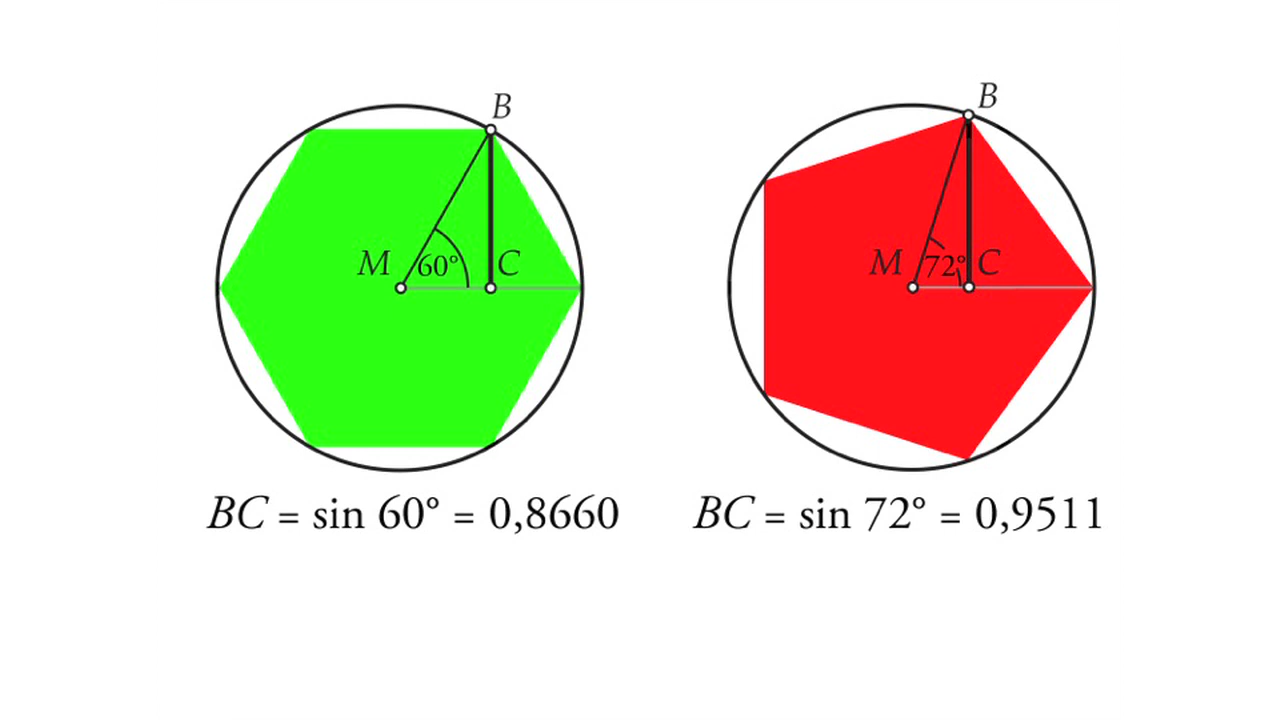 B
M 60° C
BC = sin 60° = 0,8660
B
M 72° C
BC = sin 72° = 0,9511